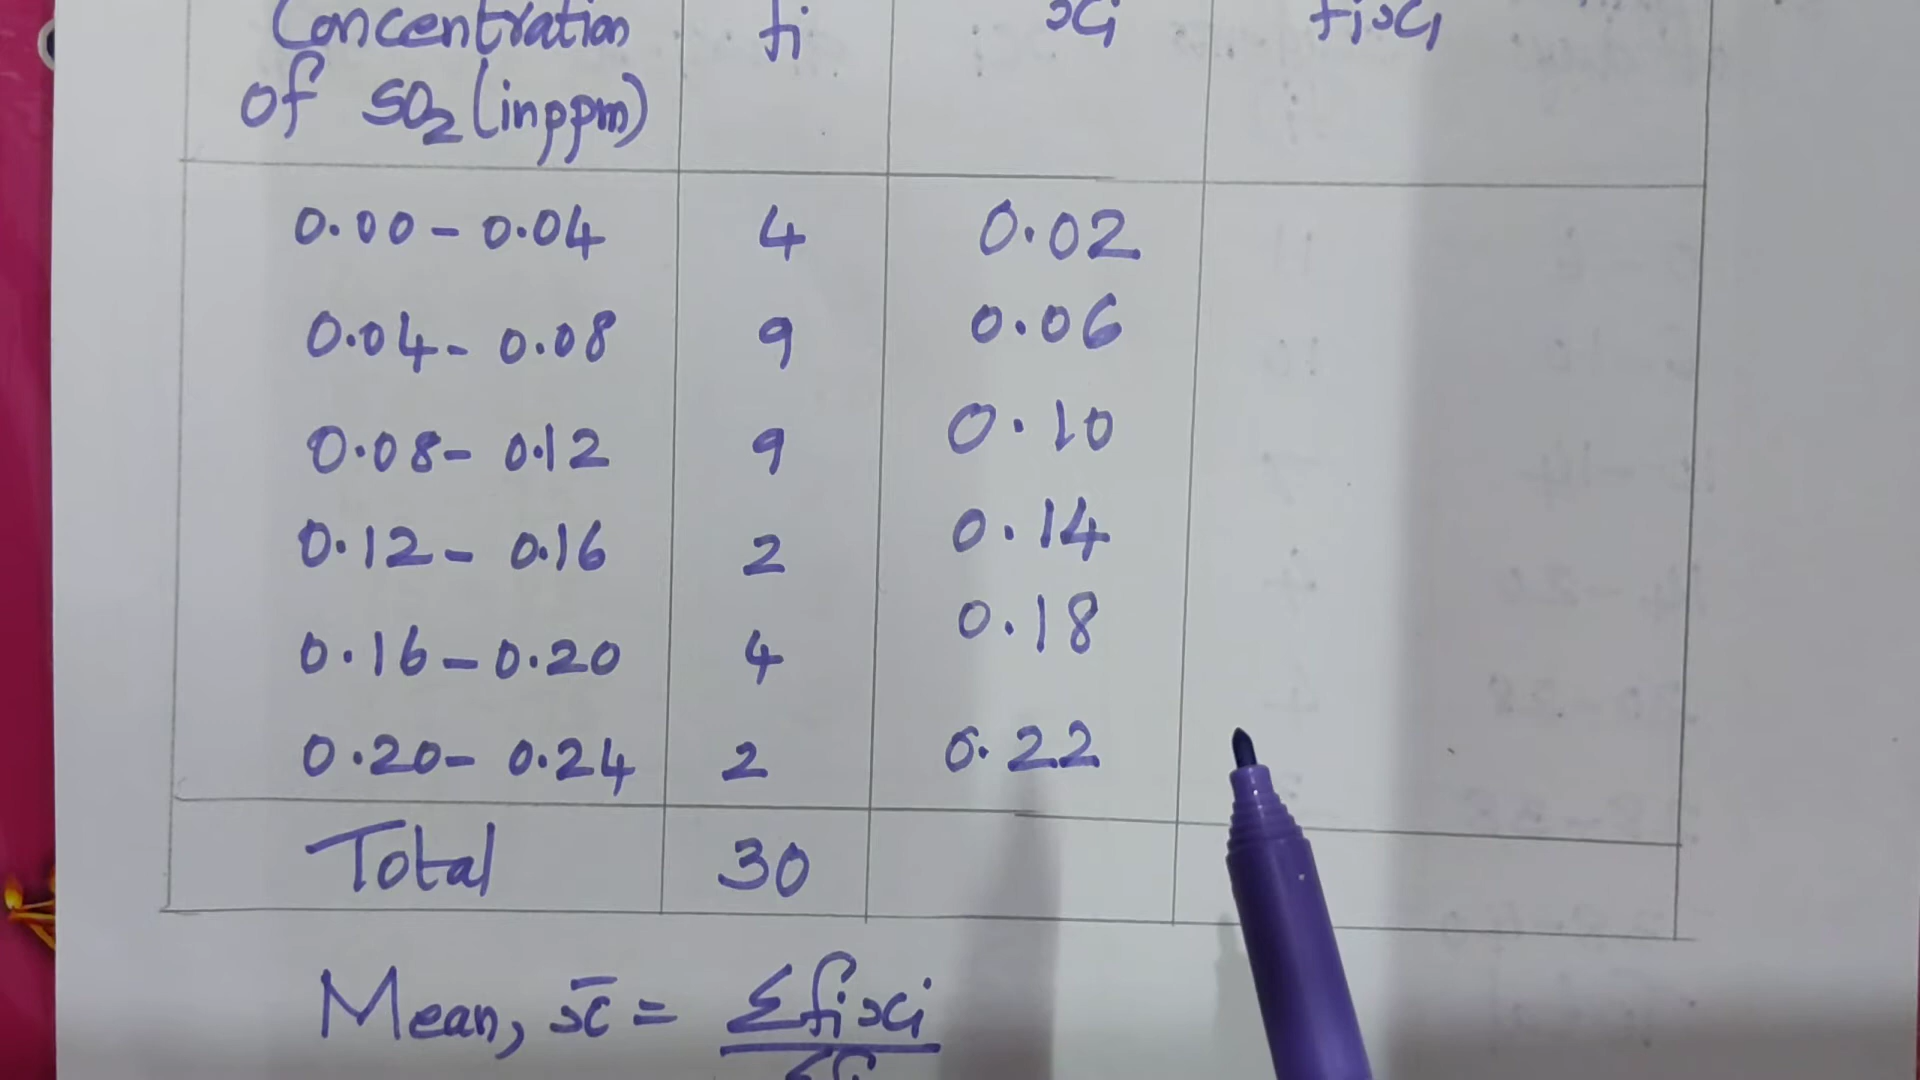 Concentration of SO2 (in ppm) fi xi fixi
0.00 - 0.04 4 0.02
0.04 - 0.08 9 0.06
0.08 - 0.12 9 0.10
0.12 - 0.16 2 0.14
0.16 - 0.20 4 0.18
0.20 - 0.24 2 0.22
Total 30
Mean, x̄ = Σfixi
Σfi